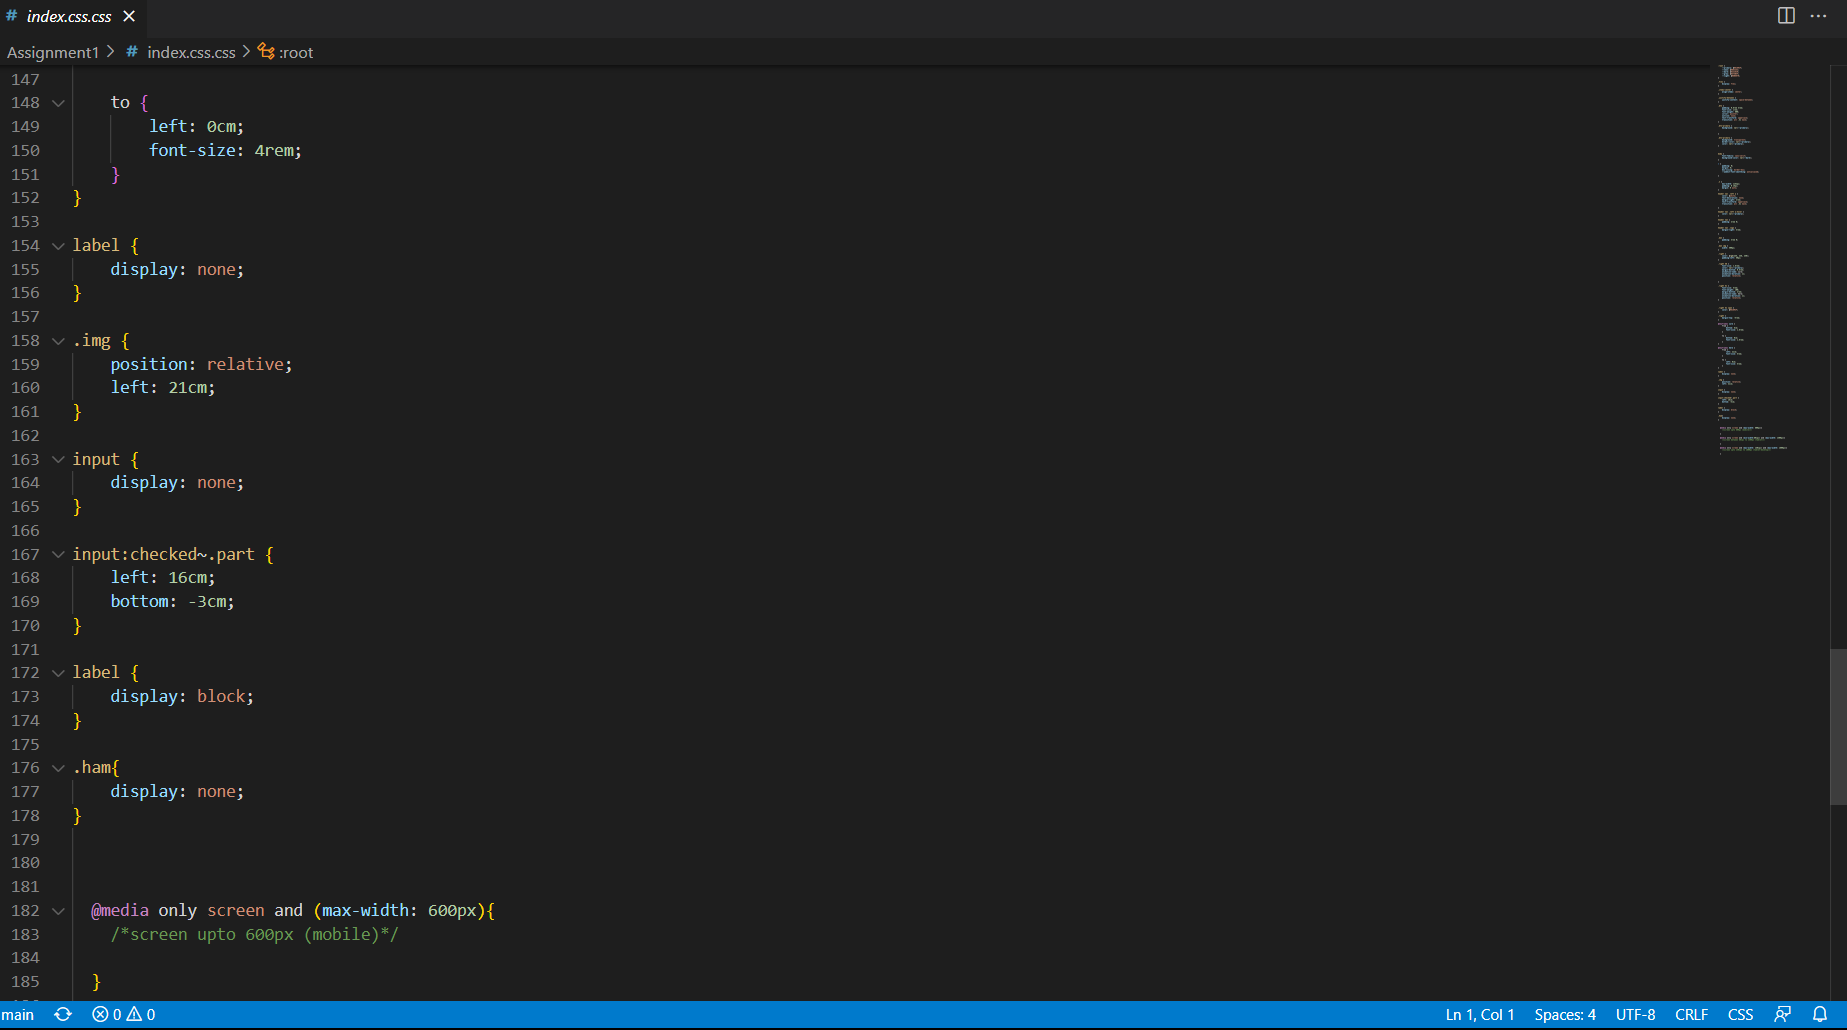 # index.css.css
Assignment1 > # index.css.css > :root
147
148 to {
149 left: 0cm;
150 font-size: 4rem;
151 }
152 }
153
154 label {
155 display: none;
156 }
157
158 .img {
159 position: relative;
160 left: 21cm;
161 }
162
163 input {
164 display: none;
165 }
166
167 input:checked~.part {
168 left: 16cm;
169 bottom: -3cm;
170 }
171
172 label {
173 display: block;
174 }
175
176 .ham{
177 display: none;
178 }
179
180
181
182 @media only screen and (max-width: 600px){
183 /*screen upto 600px (mobile)*/
184
185 }
main 0 0 Ln 1, Col 1 Spaces: 4 UTF-8 CRLF CSS